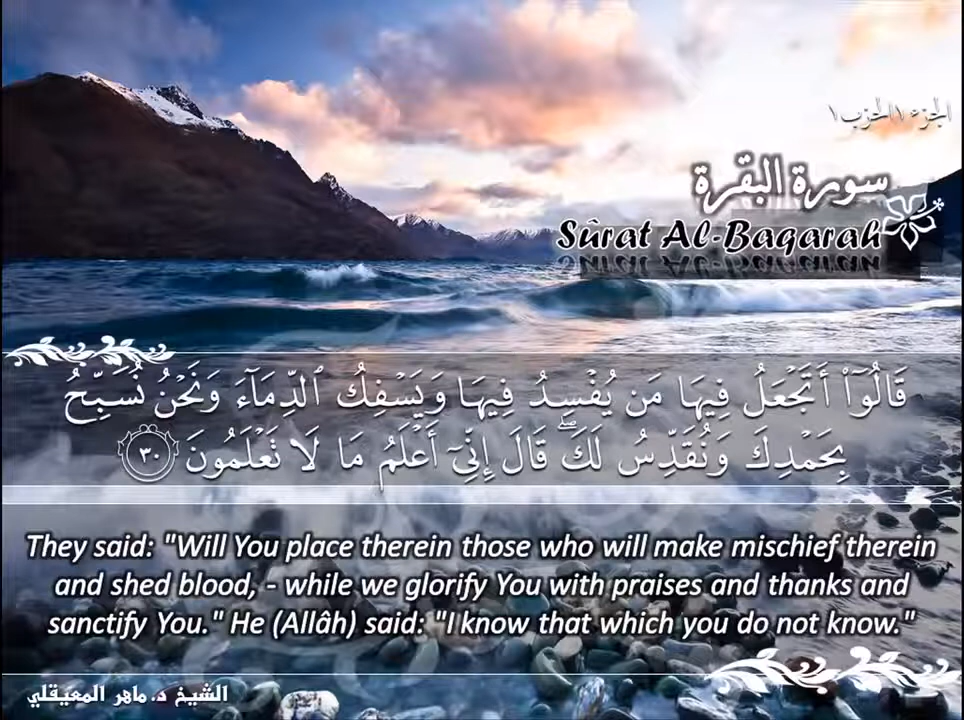 الجزء ١ الحزب ١
سورة البقرة
Sûrat Al-Baqarah
قَالُوٓا۟ أَتَجْعَلُ فِيهَا مَن يُفْسِدُ فِيهَا وَيَسْفِكُ ٱلدِّمَآءَ وَنَحْنُ نُسَبِّحُ
بِحَمْدِكَ وَنُقَدِّسُ لَكَ ۖ قَالَ إِنِّىٓ أَعْلَمُ مَا لَا تَعْلَمُونَ ٣٠
They said: "Will You place therein those who will make mischief therein
and shed blood, - while we glorify You with praises and thanks and
sanctify You." He (Allâh) said: "I know that which you do not know."
الشيخ د. ماهر المعيقلي